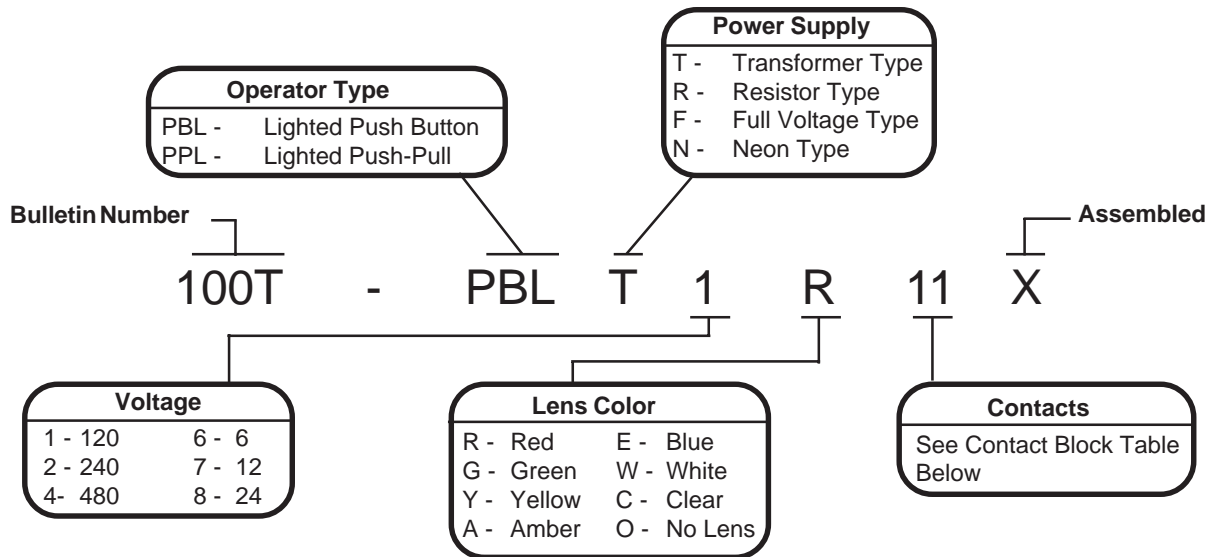 Power Supply
T - Transformer Type
R - Resistor Type
F - Full Voltage Type
N - Neon Type
Operator Type
PBL - Lighted Push Button
PPL - Lighted Push-Pull
Bulletin Number
Assembled
100T - PBL T 1 R 11 X
Voltage
1 - 120 6 - 6
2 - 240 7 - 12
4- 480 8 - 24
Lens Color
R - Red E - Blue
G - Green W - White
Y - Yellow C - Clear
A - Amber O - No Lens
Contacts
See Contact Block Table
Below